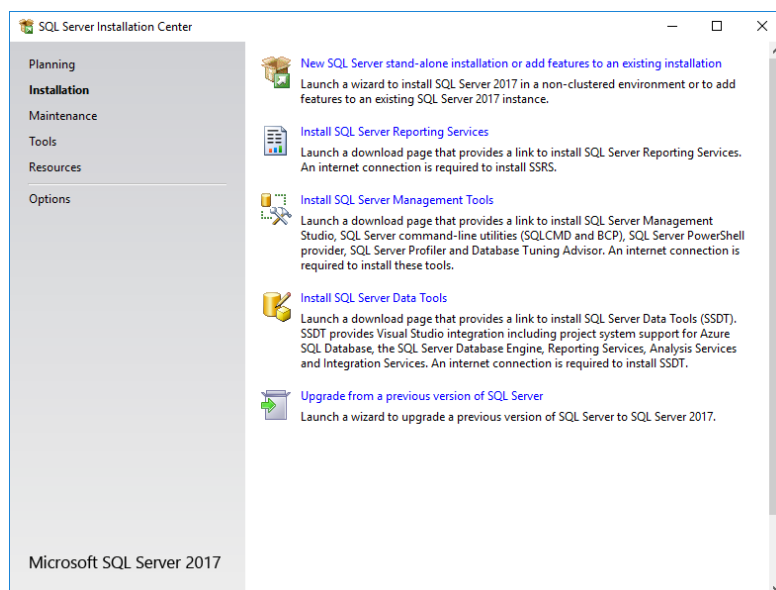 SQL Server Installation Center
Planning
Installation
Maintenance
Tools
Resources
Options
Microsoft SQL Server 2017
New SQL Server stand-alone installation or add features to an existing installation
Launch a wizard to install SQL Server 2017 in a non-clustered environment or to add
features to an existing SQL Server 2017 instance.
Install SQL Server Reporting Services
Launch a download page that provides a link to install SQL Server Reporting Services.
An internet connection is required to install SSRS.
Install SQL Server Management Tools
Launch a download page that provides a link to install SQL Server Management
Studio, SQL Server command-line utilities (SQLCMD and BCP), SQL Server PowerShell
provider, SQL Server Profiler and Database Tuning Advisor. An internet connection is
required to install these tools.
Install SQL Server Data Tools
Launch a download page that provides a link to install SQL Server Data Tools (SSDT).
SSDT provides Visual Studio integration including project system support for Azure
SQL Database, the SQL Server Database Engine, Reporting Services, Analysis Services
and Integration Services. An internet connection is required to install SSDT.
Upgrade from a previous version of SQL Server
Launch a wizard to upgrade a previous version of SQL Server to SQL Server 2017.